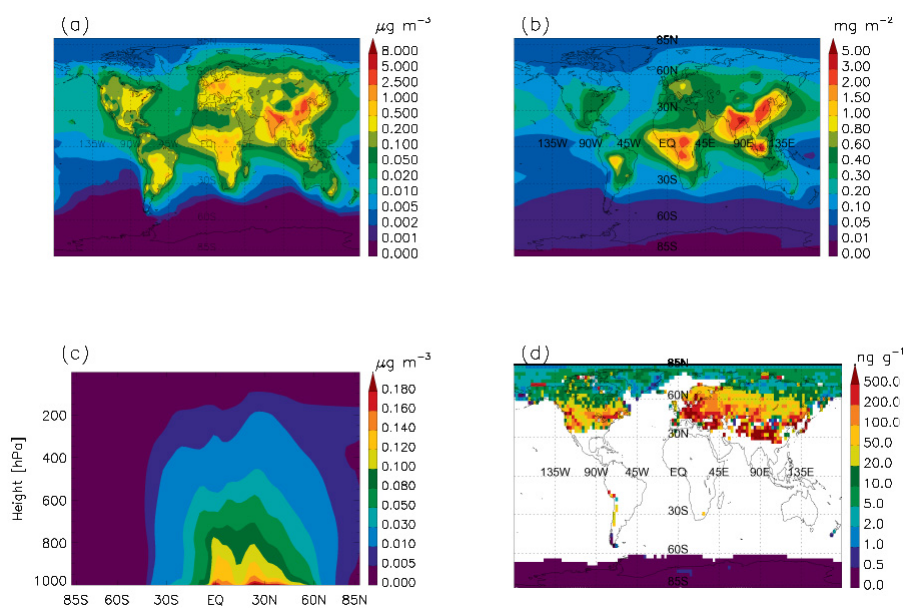 (a)
μg m⁻³
8.000
5.000
2.500
1.000
0.500
0.200
0.100
0.050
0.020
0.010
0.005
0.002
0.001
0.000
135W 90W
30S
60S
85S
(b)
mg m⁻²
85N
60N
30N
135W 90W 45W EQ 45E 90E 135E
30S
60S
85S
5.00
3.00
1.50
1.00
0.80
0.60
0.40
0.30
0.20
0.10
0.05
0.01
0.00
(c)
μg m⁻³
0.180
0.160
0.140
0.120
0.100
0.080
0.070
0.050
0.030
0.010
0.005
0.000
Height [hPa]
200
400
600
800
1000
85S 60S 30S EQ 30N 60N 85N
(d)
ng g⁻¹
85N
60N
30N
135W 90W 45W EQ 45E 90E 135E
30S
60S
85S
500.0
200.0
100.0
50.0
20.0
10.0
5.0
2.0
1.0
0.5
0.0